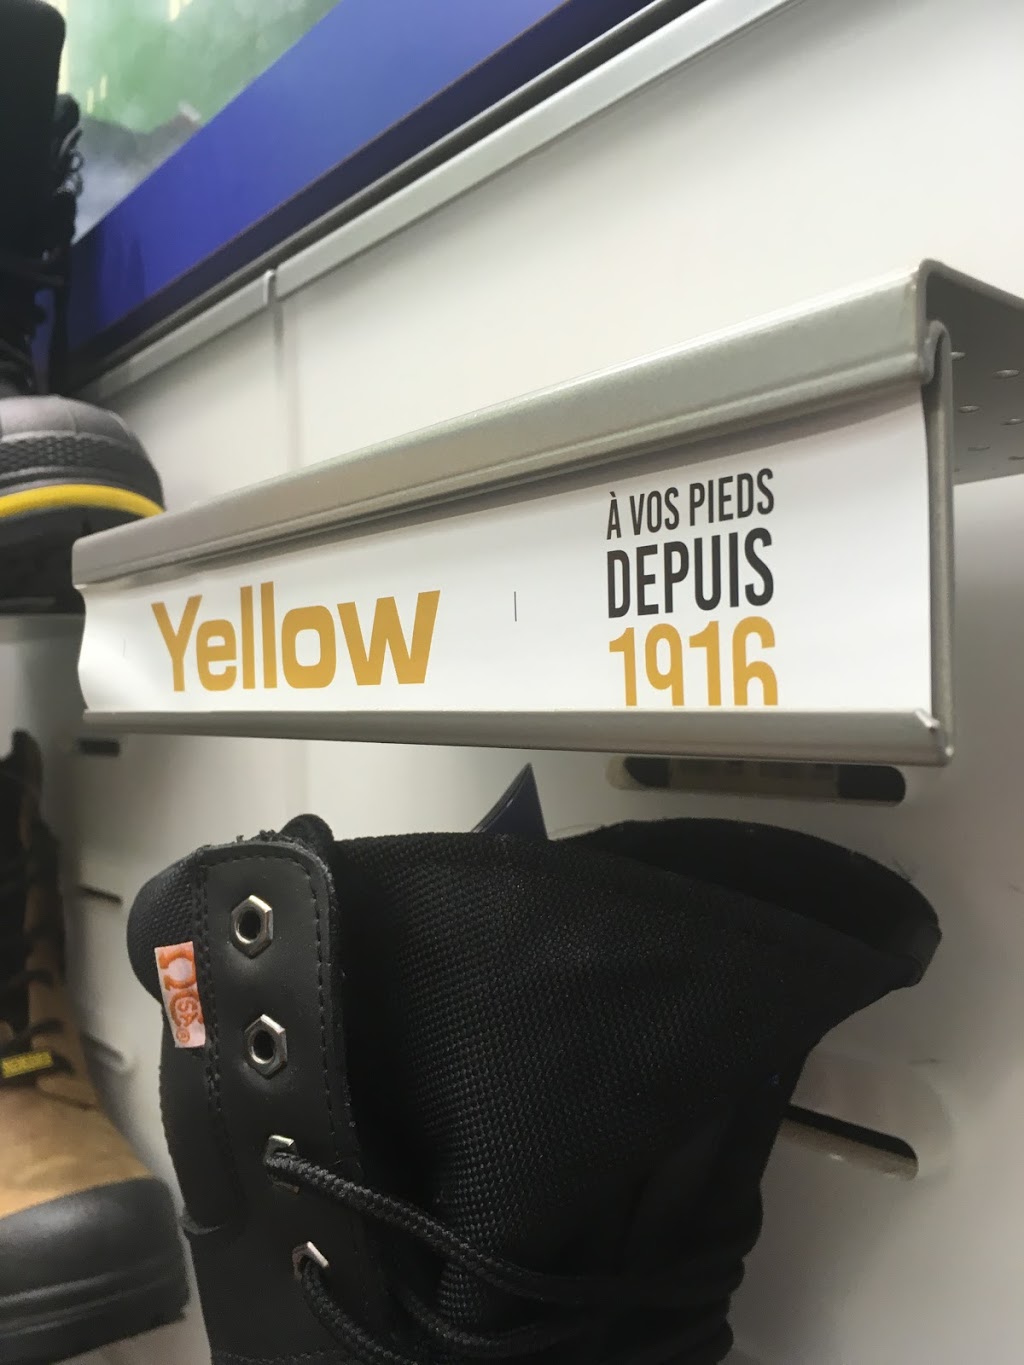 Yellow
À VOS PIEDS
DEPUIS
1916